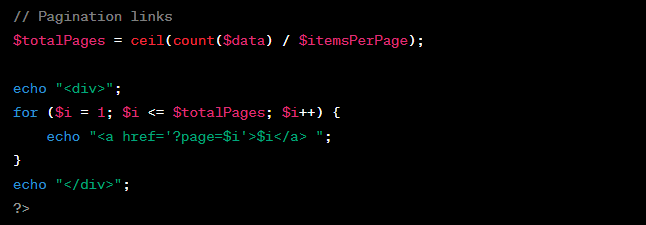 // Pagination links
$totalPages = ceil(count($data) / $itemsPerPage);
echo "<div>";
for ($i = 1; $i <= $totalPages; $i++) {
    echo "<a href='?page=$i'>$i</a> ";
}
echo "</div>";
?>